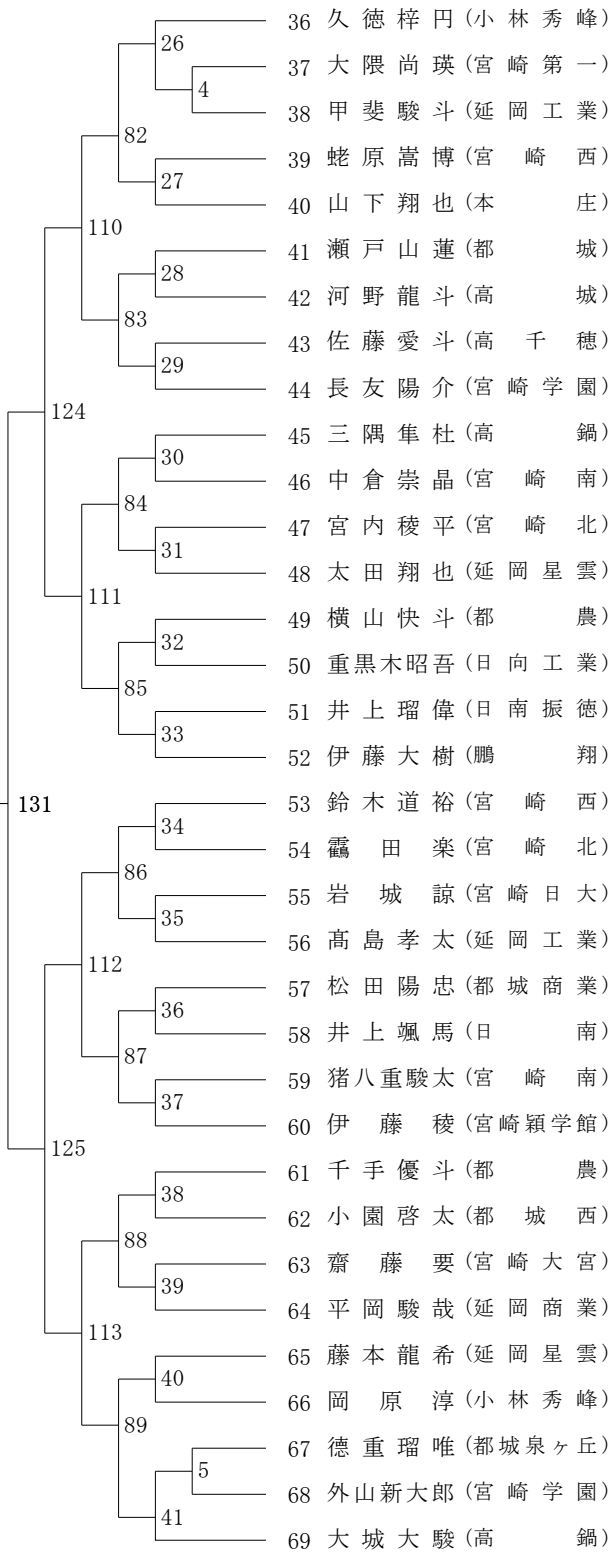 36 久徳梓円(小林秀峰)
26
37 大隈尚瑛(宮崎第一)
4
38 甲斐駿斗(延岡工業)
82
39 蛯原嵩博(宮崎西)
27
40 山下翔也(本庄)
110
41 瀬戸山蓮(都城)
28
42 河野龍斗(高城)
83
43 佐藤愛斗(高千穂)
29
44 長友陽介(宮崎学園)
124
45 三隅隼杜(高鍋)
30
46 中倉崇晶(宮崎南)
84
47 宮内稜平(宮崎北)
31
48 太田翔也(延岡星雲)
111
49 横山快斗(都農)
32
50 重黒木昭吾(日向工業)
85
51 井上瑠偉(日南振徳)
33
52 伊藤大樹(鵬翔)
131
53 鈴木道裕(宮崎西)
34
54 靍田楽(宮崎北)
86
55 岩城諒(宮崎日大)
35
56 髙島孝太(延岡工業)
112
57 松田陽忠(都城商業)
36
58 井上颯馬(日南)
87
59 猪八重駿太(宮崎南)
37
60 伊藤稜(宮崎穎学館)
125
61 千手優斗(都農)
38
62 小園啓太(都城西)
88
63 齋藤要(宮崎大宮)
39
64 平岡駿哉(延岡商業)
113
65 藤本龍希(延岡星雲)
40
66 岡原淳(小林秀峰)
89
67 德重瑠唯(都城泉ヶ丘)
5
68 外山新大郎(宮崎学園)
41
69 大城大駿(高鍋)